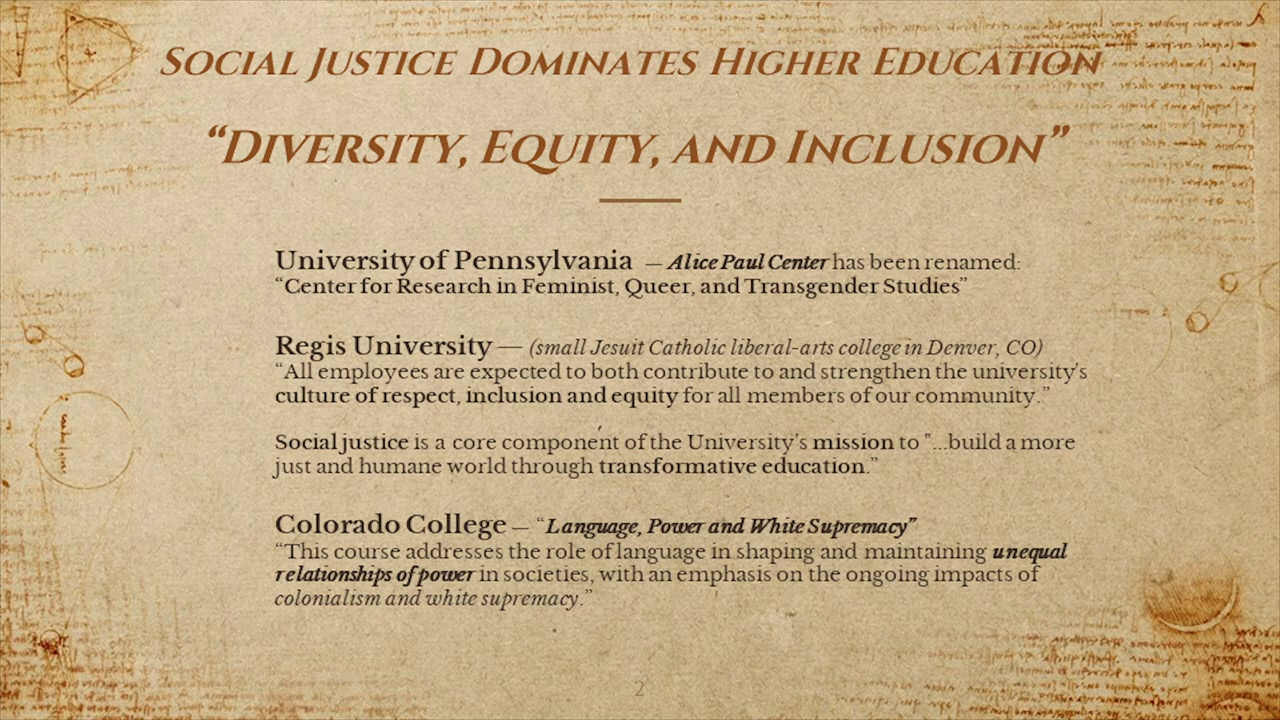 Social Justice Dominates Higher Education
“Diversity, Equity, and Inclusion”
University of Pennsylvania — Alice Paul Center has been renamed:
“Center for Research in Feminist, Queer, and Transgender Studies”
Regis University — (small Jesuit Catholic liberal-arts college in Denver, CO)
“All employees are expected to both contribute to and strengthen the university's
culture of respect, inclusion and equity for all members of our community.”
Social justice is a core component of the University's mission to "...build a more
just and humane world through transformative education.”
Colorado College — “Language, Power and White Supremacy”
“This course addresses the role of language in shaping and maintaining unequal
relationships of power in societies, with an emphasis on the ongoing impacts of
colonialism and white supremacy.”
2